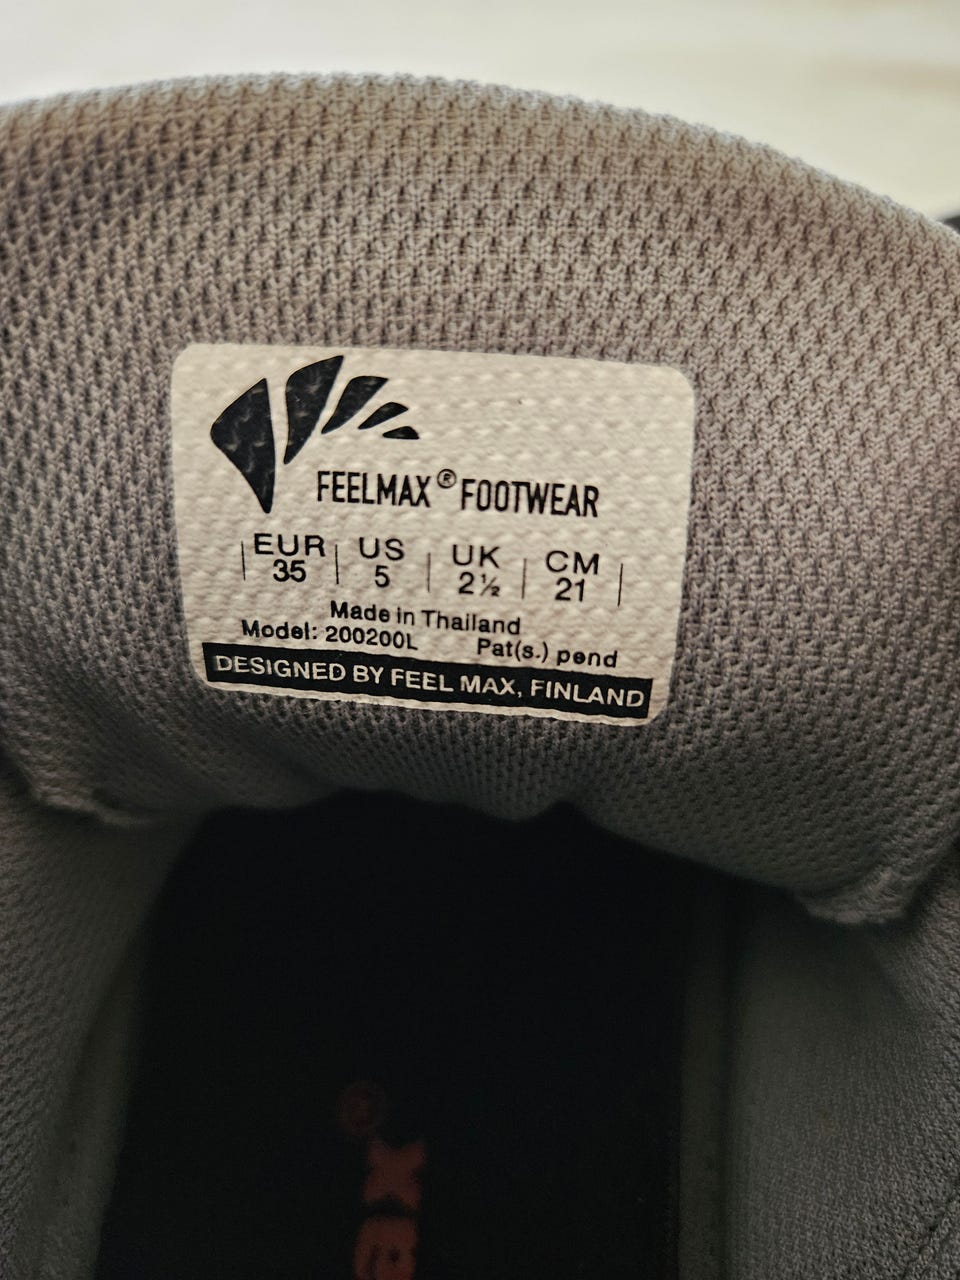 FEELMAX® FOOTWEAR
EUR | US | UK | CM
35 | 5 | 2½ | 21
Made in Thailand
Model: 200200L Pat(s.) pend
DESIGNED BY FEEL MAX, FINLAND